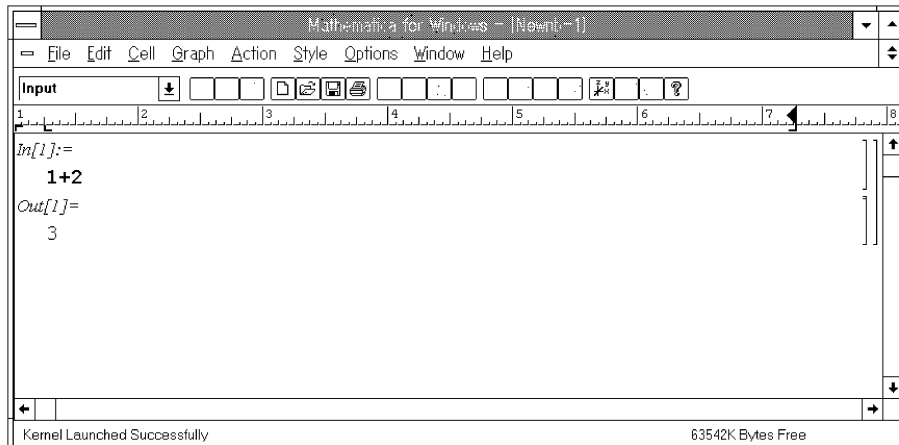 Mathematica for Windows - [Newnb-1]
File Edit Cell Graph Action Style Options Window Help
Input
1 2 3 4 5 6 7 8
In[1]:=
1+2
Out[1]=
3
Kernel Launched Successfully 63542K Bytes Free